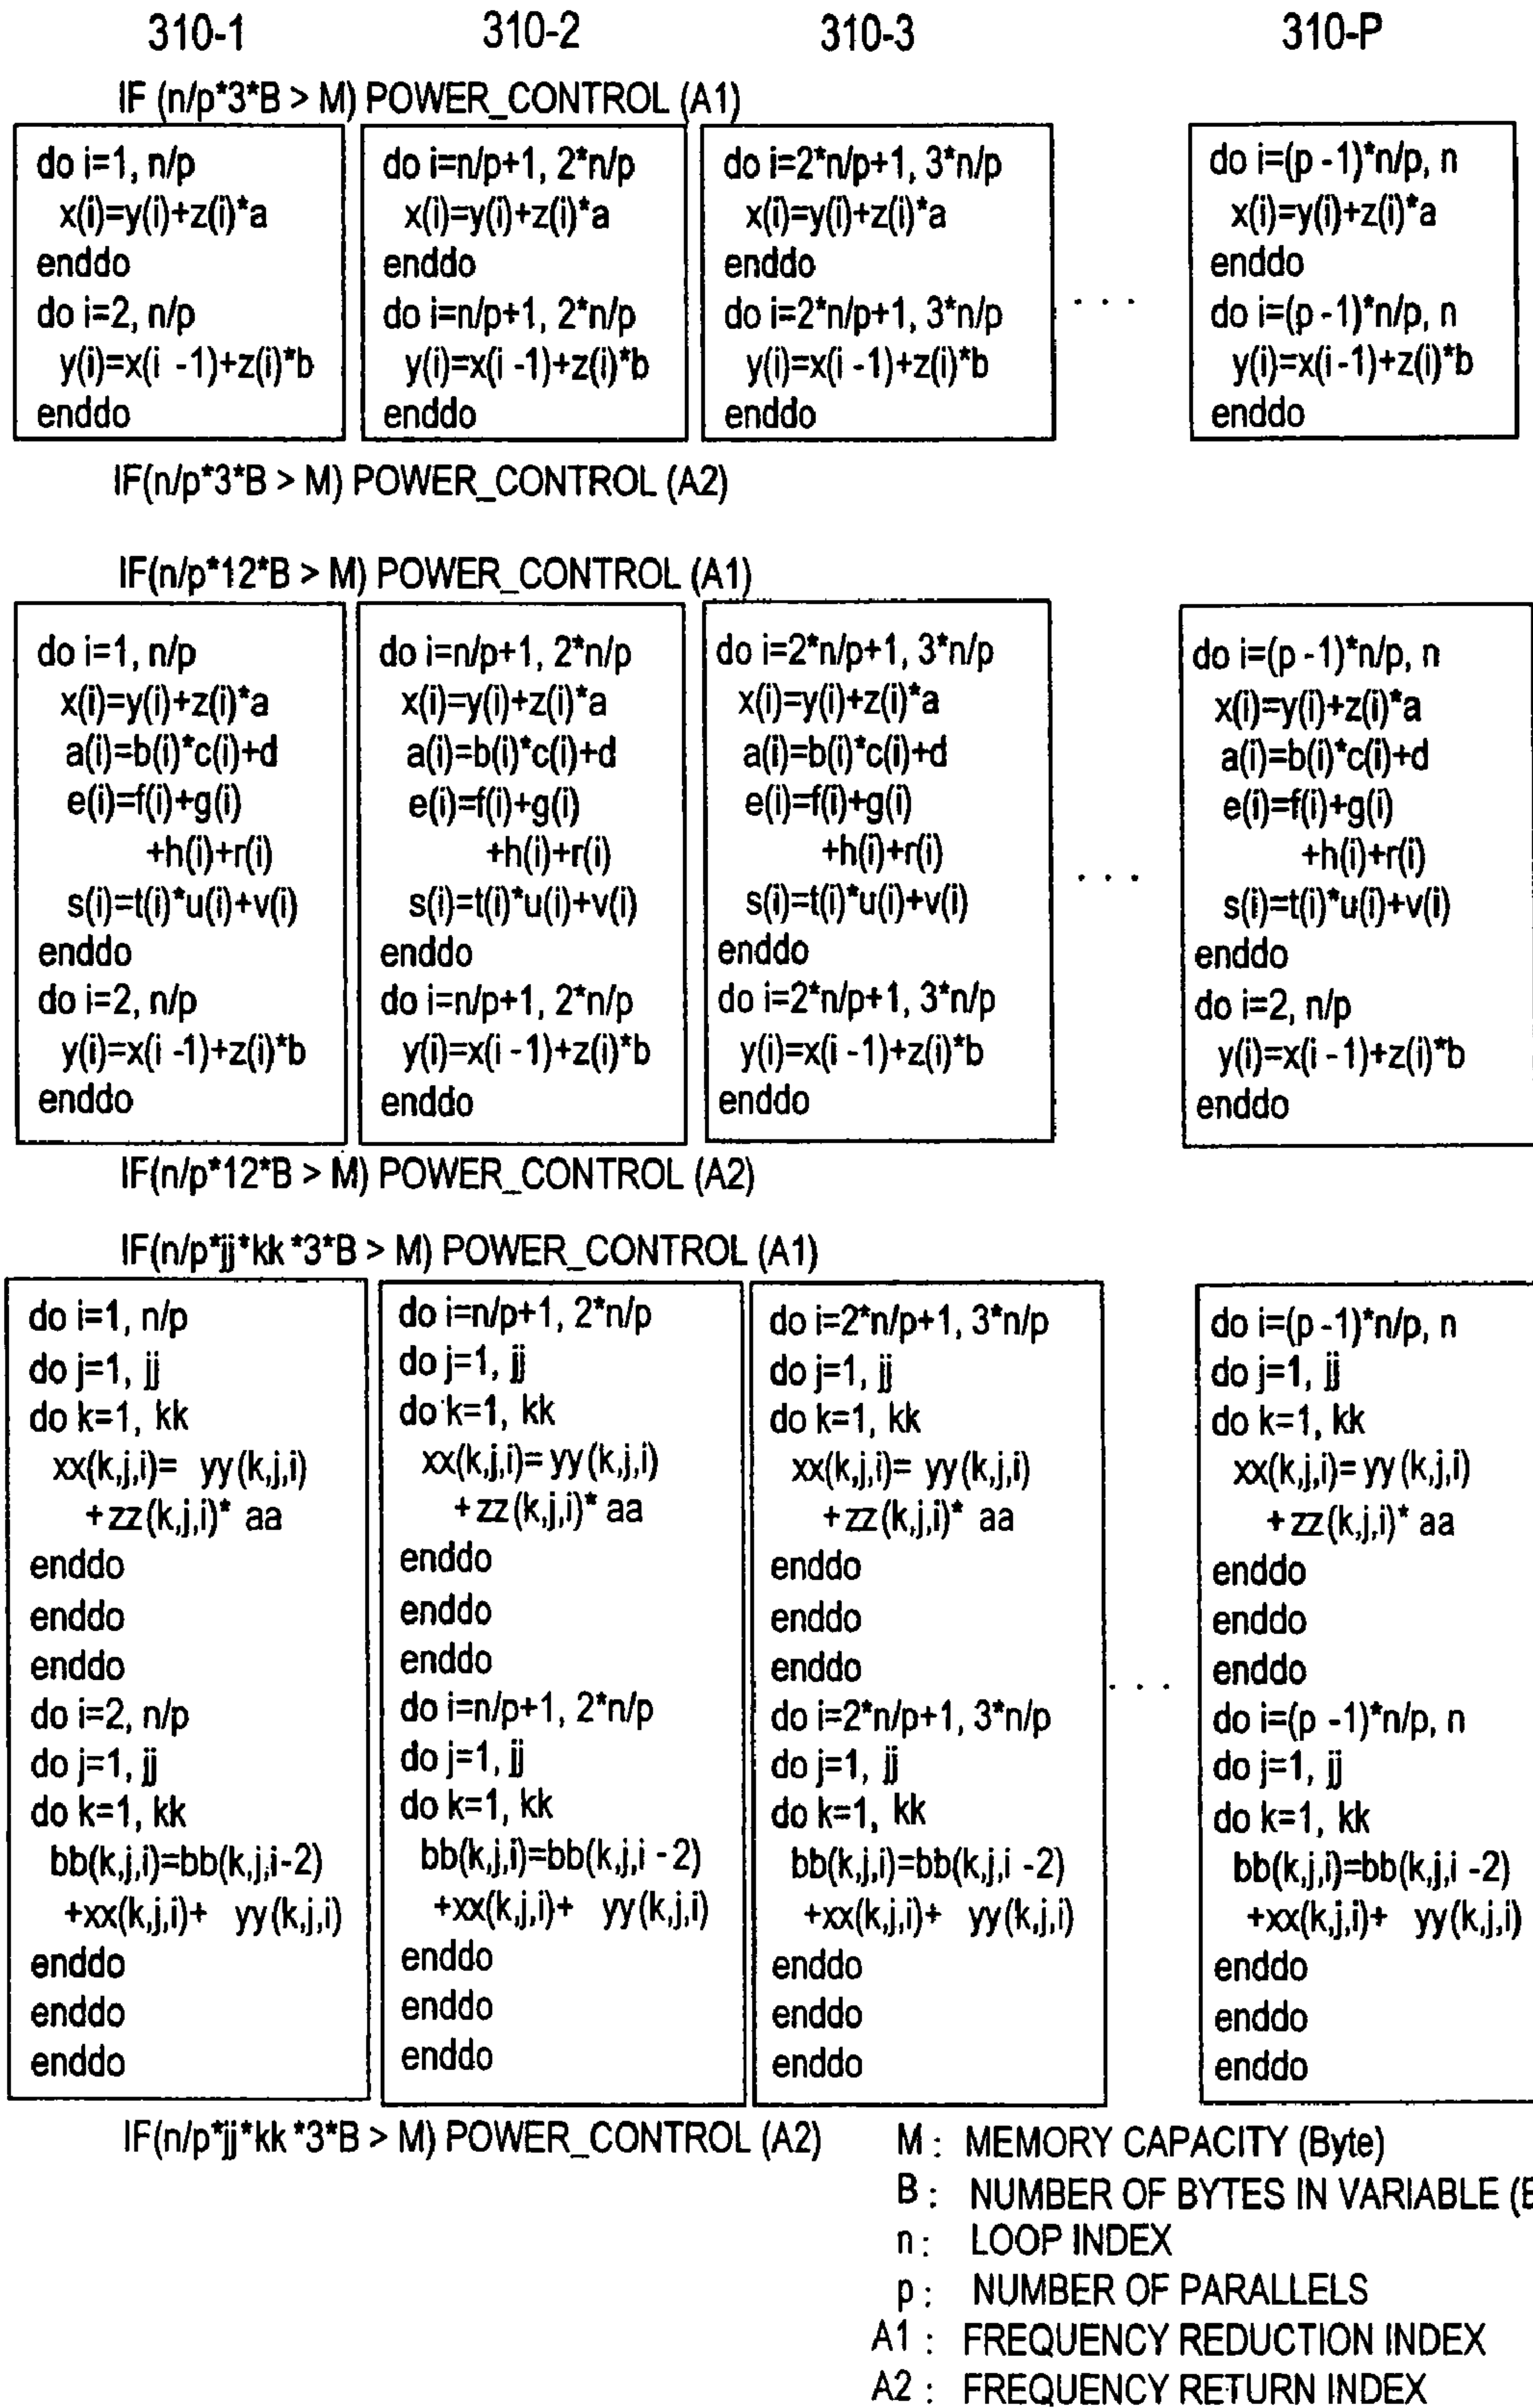 310-1 310-2 310-3 310-P
IF (n/p*3*B > M) POWER_CONTROL (A1)
do i=1, n/p
x(i)=y(i)+z(i)*a
enddo
do i=2, n/p
y(i)=x(i -1)+z(i)*b
enddo
do i=n/p+1, 2*n/p
x(i)=y(i)+z(i)*a
enddo
do i=n/p+1, 2*n/p
y(i)=x(i -1)+z(i)*b
enddo
do i=2*n/p+1, 3*n/p
x(i)=y(i)+z(i)*a
enddo
do i=2*n/p+1, 3*n/p
y(i)=x(i -1)+z(i)*b
enddo
. . .
do i=(p -1)*n/p, n
x(i)=y(i)+z(i)*a
enddo
do i=(p -1)*n/p, n
y(i)=x(i -1)+z(i)*b
enddo
IF(n/p*3*B > M) POWER_CONTROL (A2)
IF(n/p*12*B > M) POWER_CONTROL (A1)
do i=1, n/p
x(i)=y(i)+z(i)*a
a(i)=b(i)*c(i)+d
e(i)=f(i)+g(i)
+h(i)+r(i)
s(i)=t(i)*u(i)+v(i)
enddo
do i=2, n/p
y(i)=x(i -1)+z(i)*b
enddo
do i=n/p+1, 2*n/p
x(i)=y(i)+z(i)*a
a(i)=b(i)*c(i)+d
e(i)=f(i)+g(i)
+h(i)+r(i)
s(i)=t(i)*u(i)+v(i)
enddo
do i=n/p+1, 2*n/p
y(i)=x(i -1)+z(i)*b
enddo
do i=2*n/p+1, 3*n/p
x(i)=y(i)+z(i)*a
a(i)=b(i)*c(i)+d
e(i)=f(i)+g(i)
+h(i)+r(i)
s(i)=t(i)*u(i)+v(i)
enddo
do i=2*n/p+1, 3*n/p
y(i)=x(i -1)+z(i)*b
enddo
. . .
do i=(p -1)*n/p, n
x(i)=y(i)+z(i)*a
a(i)=b(i)*c(i)+d
e(i)=f(i)+g(i)
+h(i)+r(i)
s(i)=t(i)*u(i)+v(i)
enddo
do i=2, n/p
y(i)=x(i -1)+z(i)*b
enddo
IF(n/p*12*B > M) POWER_CONTROL (A2)
IF(n/p*jj*kk *3*B > M) POWER_CONTROL (A1)
do i=1, n/p
do j=1, jj
do k=1, kk
xx(k,j,i)= yy(k,j,i)
+zz(k,j,i)* aa
enddo
enddo
enddo
do i=2, n/p
do j=1, jj
do k=1, kk
bb(k,j,i)=bb(k,j,i-2)
+xx(k,j,i)+ yy(k,j,i)
enddo
enddo
enddo
do i=n/p+1, 2*n/p
do j=1, jj
do k=1, kk
xx(k,j,i)= yy(k,j,i)
+zz(k,j,i)* aa
enddo
enddo
enddo
do i=n/p+1, 2*n/p
do j=1, jj
do k=1, kk
bb(k,j,i)=bb(k,j,i -2)
+xx(k,j,i)+ yy(k,j,i)
enddo
enddo
enddo
do i=2*n/p+1, 3*n/p
do j=1, jj
do k=1, kk
xx(k,j,i)= yy(k,j,i)
+zz(k,j,i)* aa
enddo
enddo
enddo
do i=2*n/p+1, 3*n/p
do j=1, jj
do k=1, kk
bb(k,j,i)=bb(k,j,i -2)
+xx(k,j,i)+ yy(k,j,i)
enddo
enddo
enddo
. . .
do i=(p -1)*n/p, n
do j=1, jj
do k=1, kk
xx(k,j,i)= yy(k,j,i)
+zz(k,j,i)* aa
enddo
enddo
enddo
do i=(p -1)*n/p, n
do j=1, jj
do k=1, kk
bb(k,j,i)=bb(k,j,i -2)
+xx(k,j,i)+ yy(k,j,i)
enddo
enddo
enddo
IF(n/p*jj*kk *3*B > M) POWER_CONTROL (A2)
M : MEMORY CAPACITY (Byte)
B : NUMBER OF BYTES IN VARIABLE
n : LOOP INDEX
p : NUMBER OF PARALLELS
A1 : FREQUENCY REDUCTION INDEX
A2 : FREQUENCY RETURN INDEX